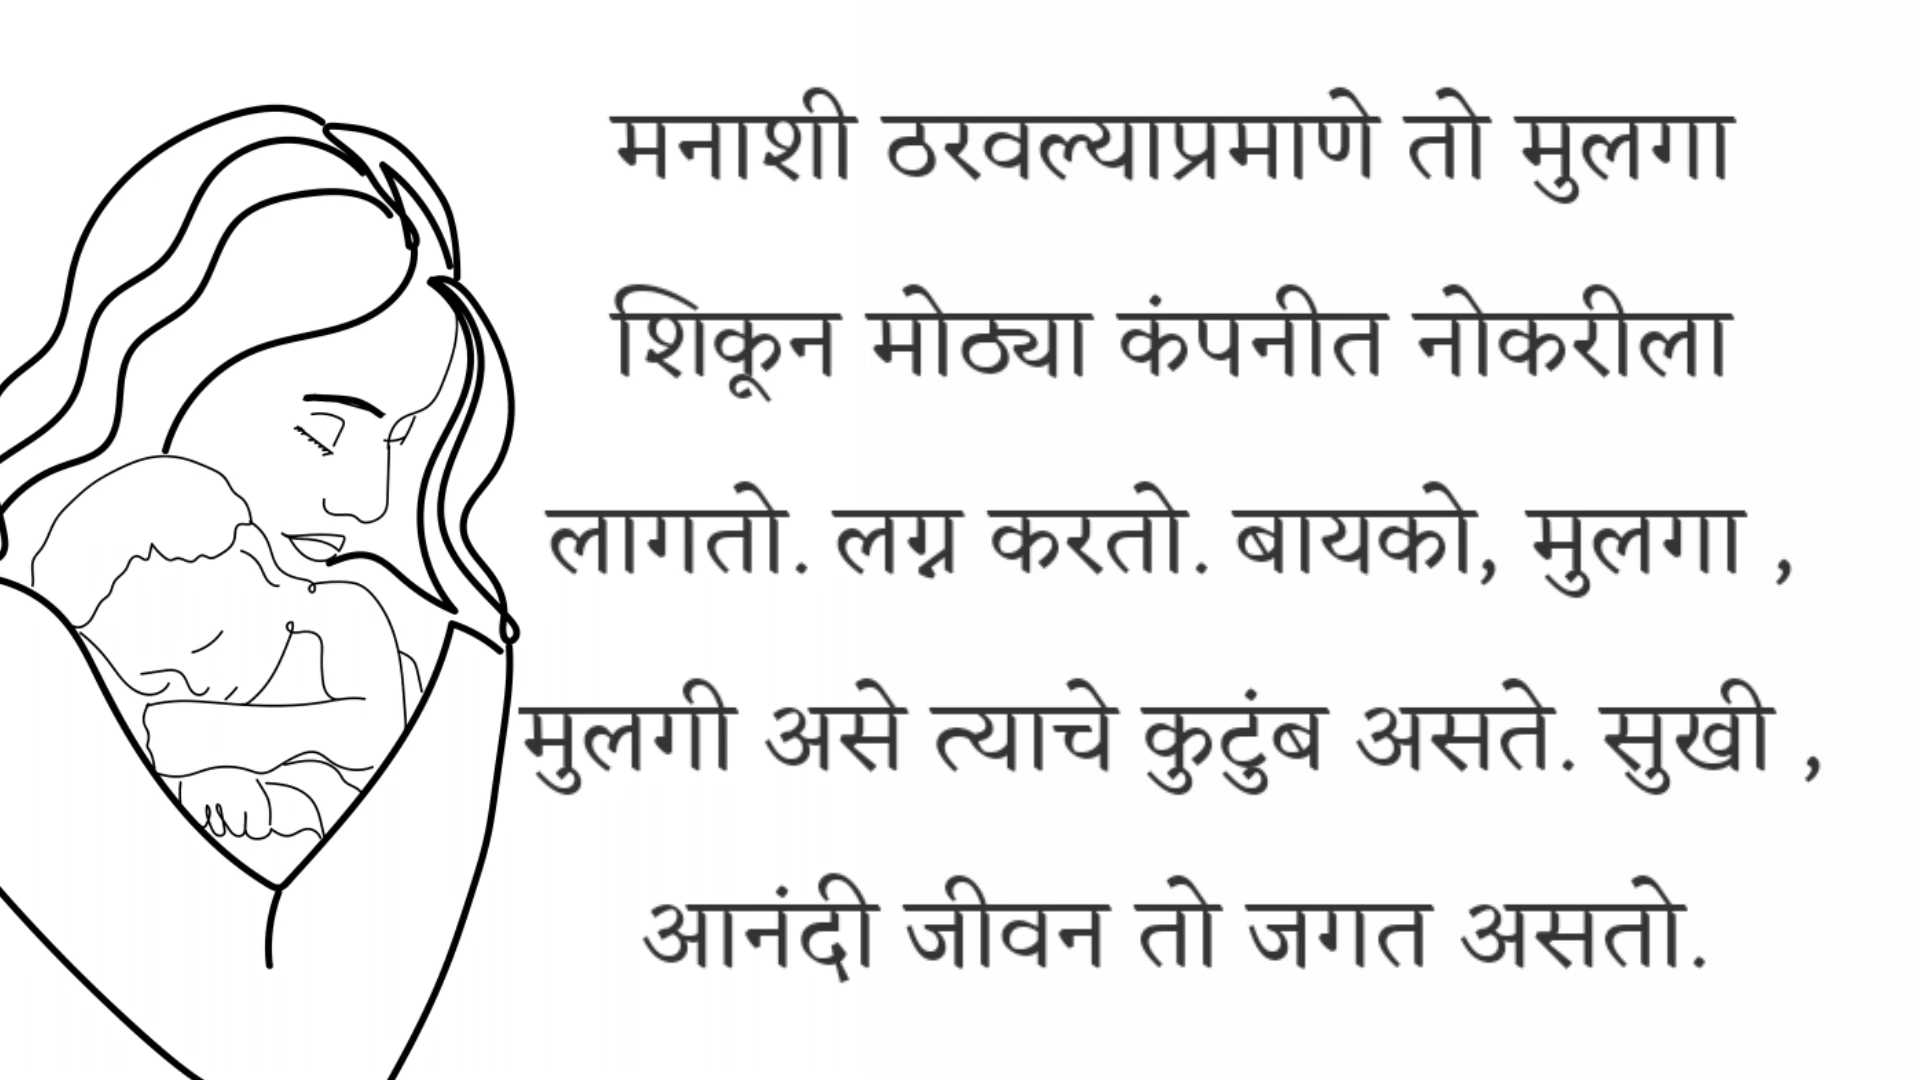 मनाशी ठरवल्याप्रमाणे तो मुलगा
शिकून मोठ्या कंपनीत नोकरीला
लागतो. लग्न करतो. बायको, मुलगा ,
मुलगी असे त्याचे कुटुंब असते. सुखी ,
आनंदी जीवन तो जगत असतो.